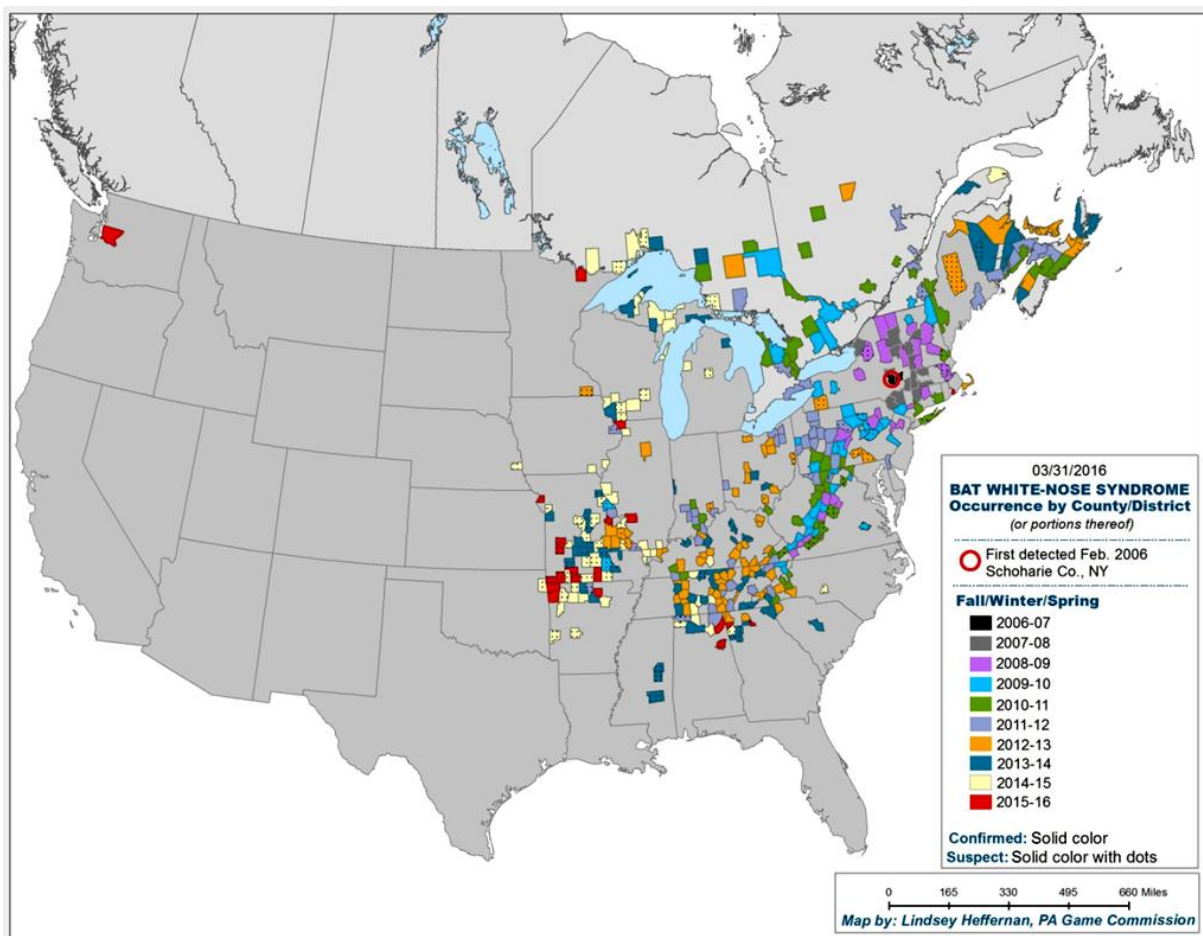 03/31/2016
BAT WHITE-NOSE SYNDROME
Occurrence by County/District
(or portions thereof)
First detected Feb. 2006
Schoharie Co., NY
Fall/Winter/Spring
2006-07
2007-08
2008-09
2009-10
2010-11
2011-12
2012-13
2013-14
2014-15
2015-16
Confirmed: Solid color
Suspect: Solid color with dots
0 165 330 495 660 Miles
Map by: Lindsey Heffernan, PA Game Commission